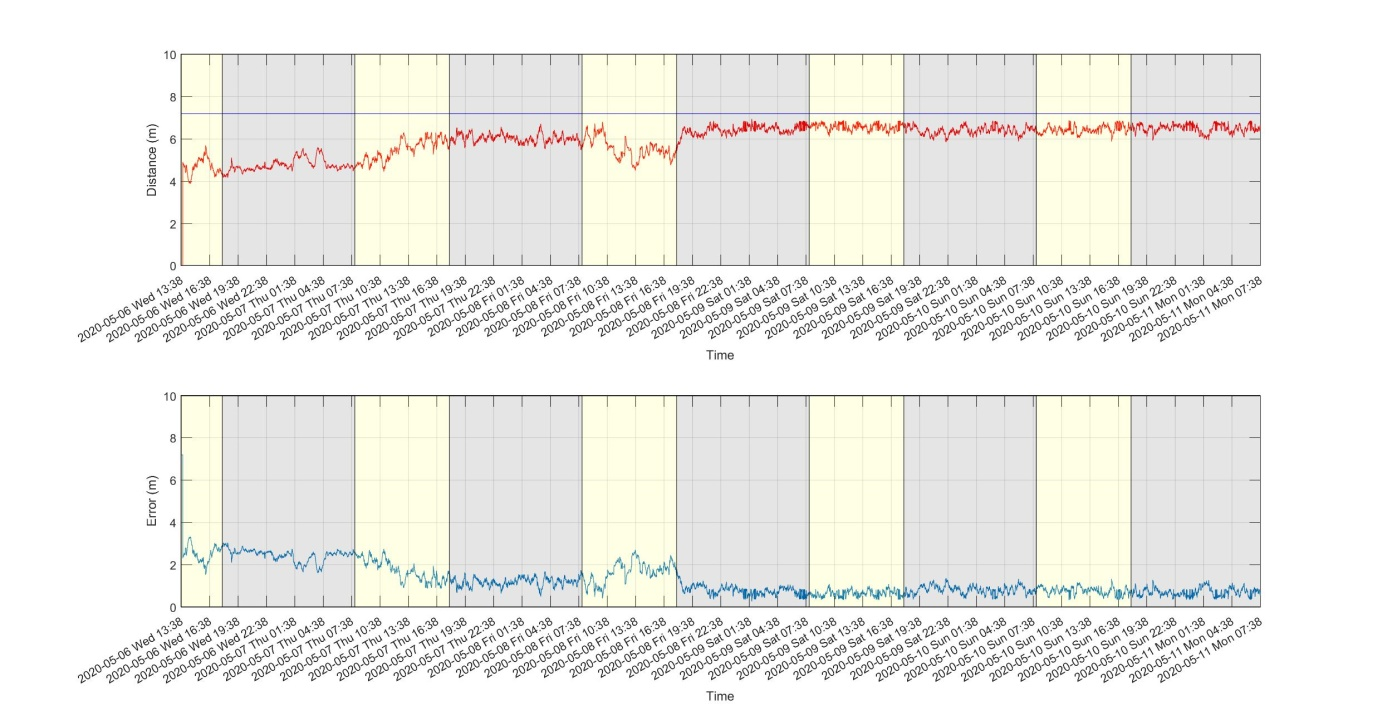 10
8
6
4
2
0
Distance (m)
2020-05-06 Wed 13:38
2020-05-06 Wed 16:38
2020-05-06 Wed 19:38
2020-05-06 Wed 22:38
2020-05-07 Thu 01:38
2020-05-07 Thu 04:38
2020-05-07 Thu 07:38
2020-05-07 Thu 10:38
2020-05-07 Thu 13:38
2020-05-07 Thu 16:38
2020-05-07 Thu 19:38
2020-05-07 Thu 22:38
2020-05-08 Fri 01:38
2020-05-08 Fri 04:38
2020-05-08 Fri 07:38
2020-05-08 Fri 10:38
2020-05-08 Fri 13:38
2020-05-08 Fri 16:38
2020-05-08 Fri 19:38
2020-05-08 Fri 22:38
2020-05-09 Sat 01:38
2020-05-09 Sat 04:38
2020-05-09 Sat 07:38
2020-05-09 Sat 10:38
2020-05-09 Sat 13:38
2020-05-09 Sat 16:38
2020-05-09 Sat 19:38
2020-05-09 Sat 22:38
2020-05-10 Sun 01:38
2020-05-10 Sun 04:38
2020-05-10 Sun 07:38
2020-05-10 Sun 10:38
2020-05-10 Sun 13:38
2020-05-10 Sun 16:38
2020-05-10 Sun 19:38
2020-05-10 Sun 22:38
2020-05-11 Mon 01:38
2020-05-11 Mon 04:38
2020-05-11 Mon 07:38
Time
10
8
6
4
2
0
Error (m)
2020-05-06 Wed 13:38
2020-05-06 Wed 16:38
2020-05-06 Wed 19:38
2020-05-06 Wed 22:38
2020-05-07 Thu 01:38
2020-05-07 Thu 04:38
2020-05-07 Thu 07:38
2020-05-07 Thu 10:38
2020-05-07 Thu 13:38
2020-05-07 Thu 16:38
2020-05-07 Thu 19:38
2020-05-07 Thu 22:38
2020-05-08 Fri 01:38
2020-05-08 Fri 04:38
2020-05-08 Fri 07:38
2020-05-08 Fri 10:38
2020-05-08 Fri 13:38
2020-05-08 Fri 16:38
2020-05-08 Fri 19:38
2020-05-08 Fri 22:38
2020-05-09 Sat 01:38
2020-05-09 Sat 04:38
2020-05-09 Sat 07:38
2020-05-09 Sat 10:38
2020-05-09 Sat 13:38
2020-05-09 Sat 16:38
2020-05-09 Sat 19:38
2020-05-09 Sat 22:38
2020-05-10 Sun 01:38
2020-05-10 Sun 04:38
2020-05-10 Sun 07:38
2020-05-10 Sun 10:38
2020-05-10 Sun 13:38
2020-05-10 Sun 16:38
2020-05-10 Sun 19:38
2020-05-10 Sun 22:38
2020-05-11 Mon 01:38
2020-05-11 Mon 04:38
2020-05-11 Mon 07:38
Time